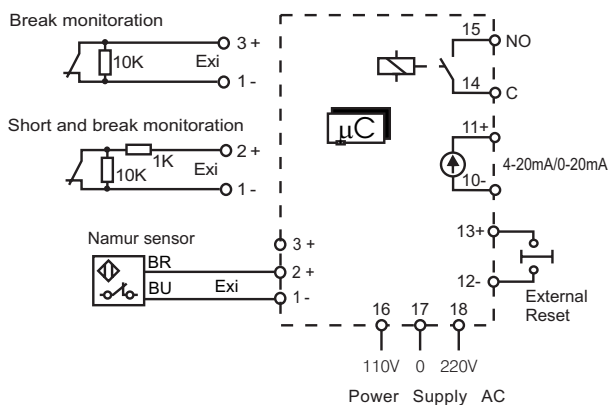 Break monitoration
10K
Exi
3 +
1 -
Short and break monitoration
10K
1K
Exi
2 +
1 -
Namur sensor
BR
BU
Exi
3 +
2 +
1 -
µC
15
NO
14
C
11+
10-
4-20mA/0-20mA
13+
12-
External
Reset
16 17 18
110V 0 220V
Power Supply AC